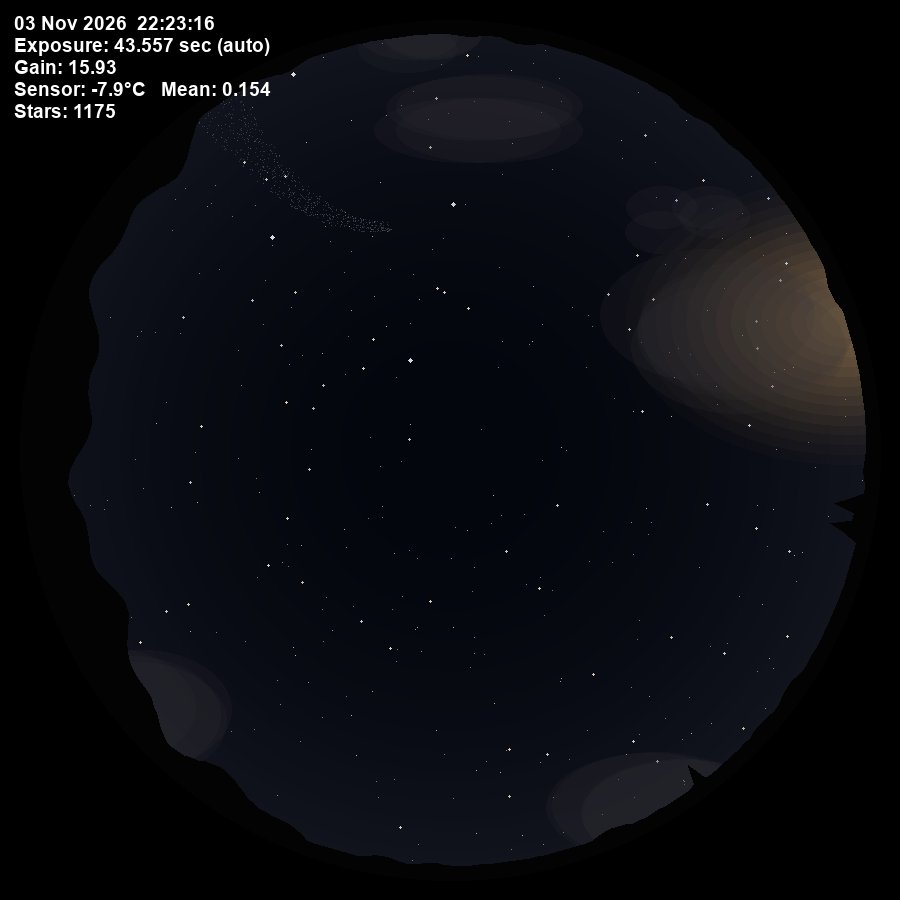 03 Nov 2026  22:23:16
Exposure: 43.557 sec (auto)
Gain: 15.93
Sensor: -7.9°C   Mean: 0.154
Stars: 1175